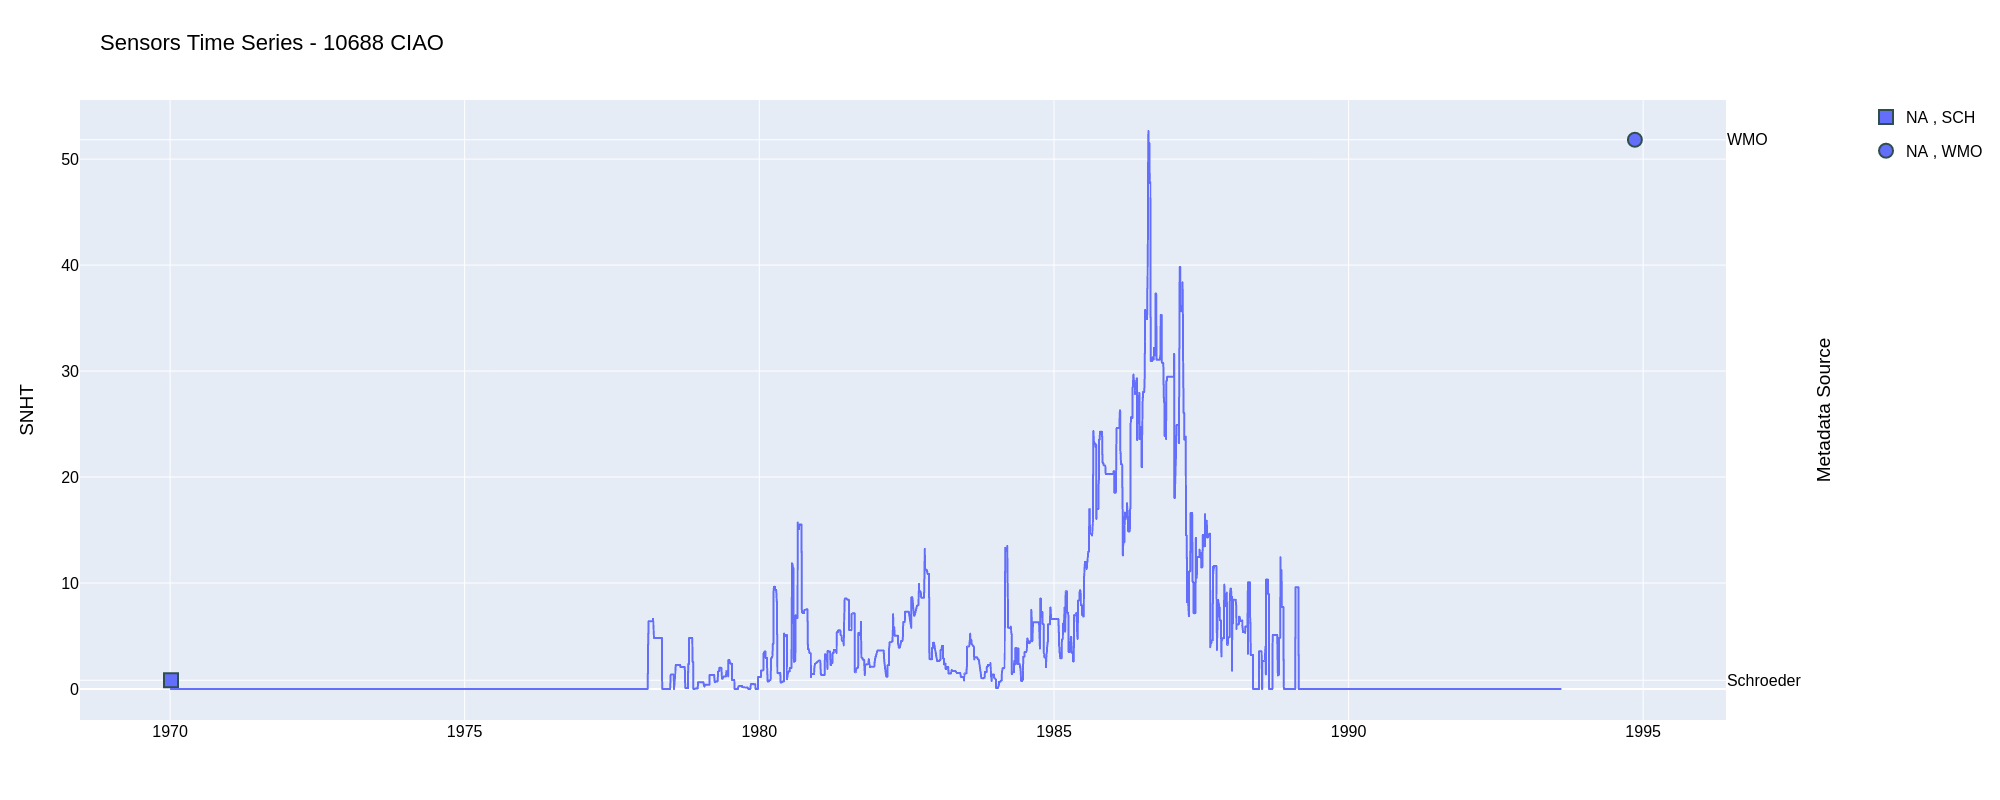 Sensors Time Series - 10688 CIAO
NA , SCH
NA , WMO
WMO
Schroeder
Metadata Source
SNHT
50
40
30
20
10
0
1970
1975
1980
1985
1990
1995